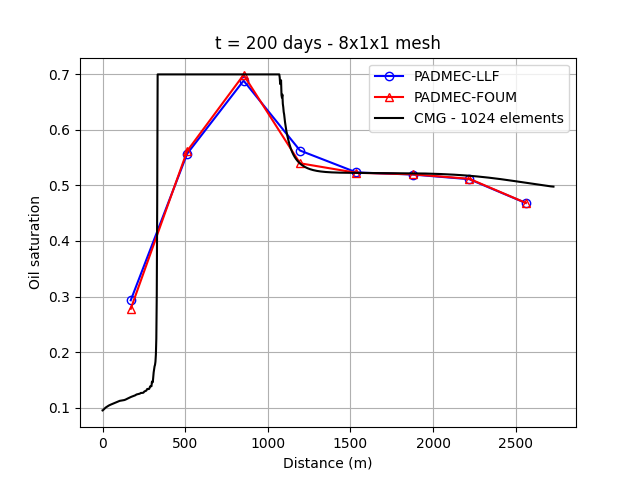 t = 200 days - 8x1x1 mesh
PADMEC-LLF
PADMEC-FOUM
CMG - 1024 elements
Oil saturation
0.7
0.6
0.5
0.4
0.3
0.2
0.1
0 500 1000 1500 2000 2500
Distance (m)